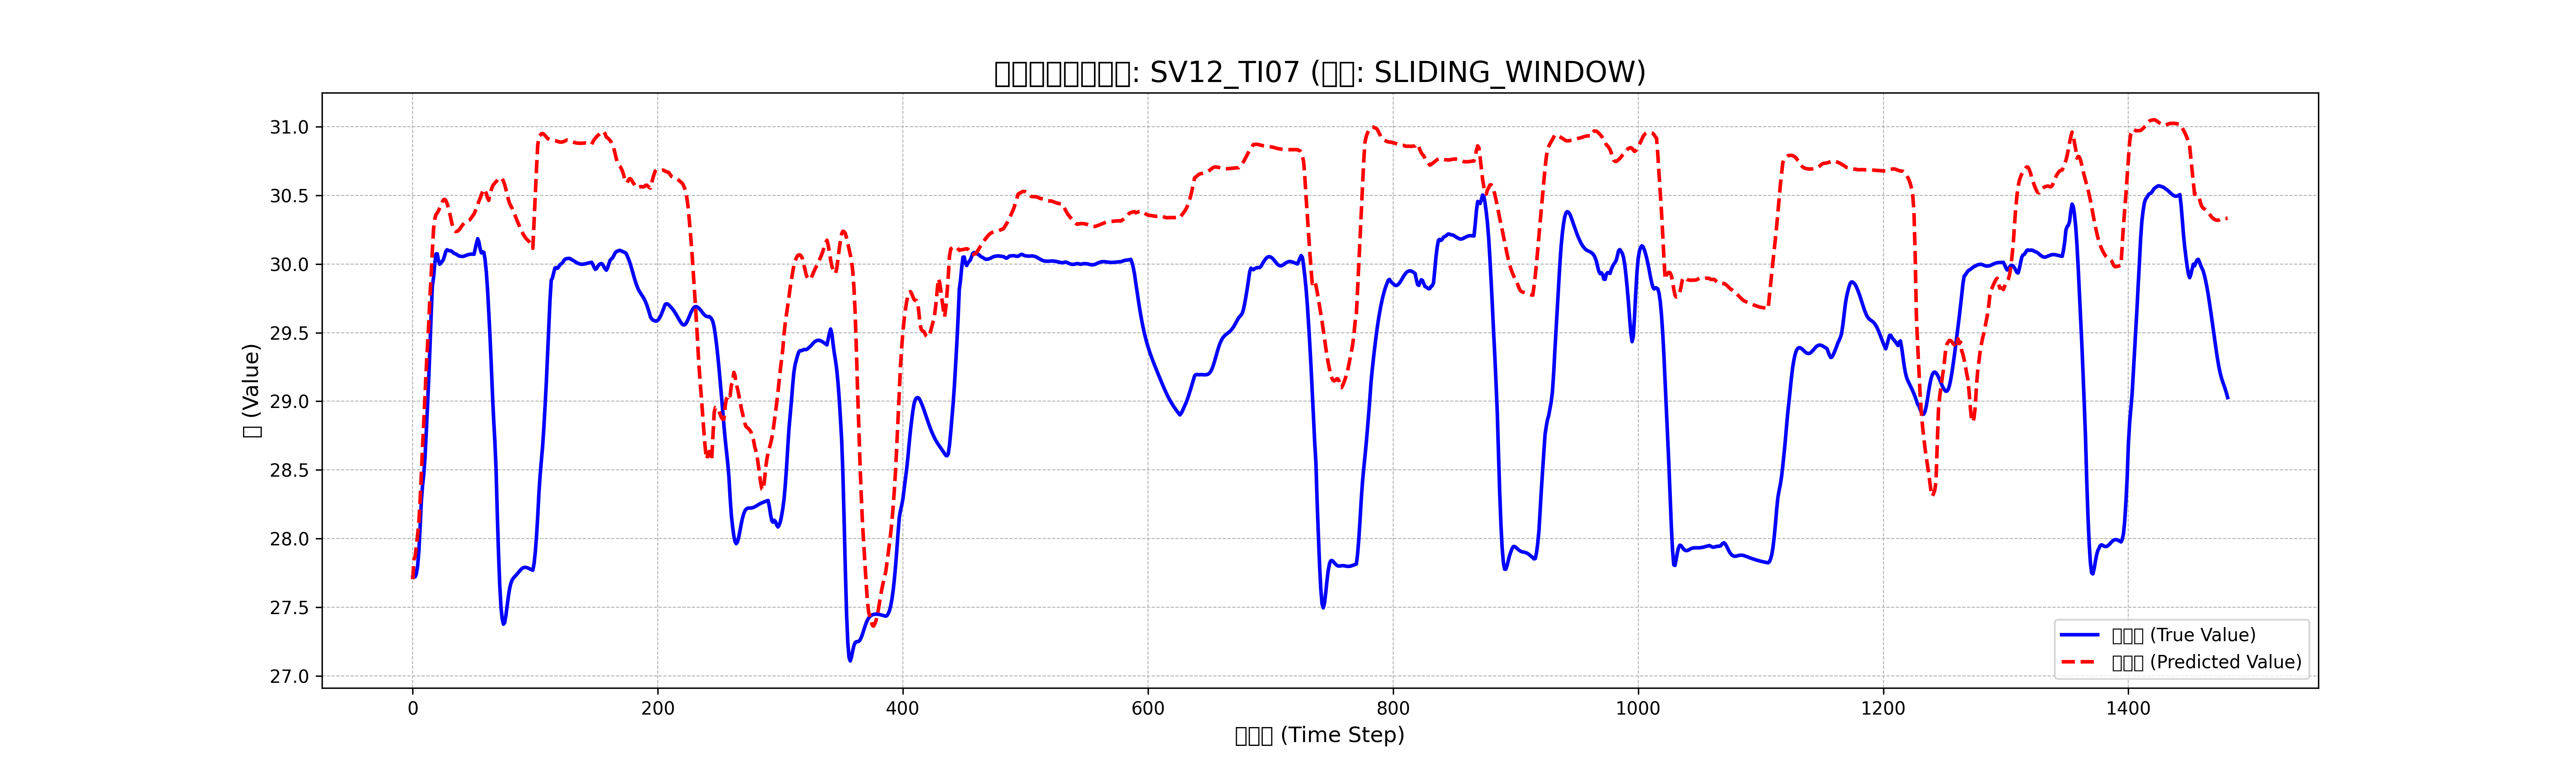 : SV12_TI07 (: SLIDING_WINDOW)
31.0
30.5
30.0
29.5
29.0
28.5
28.0
27.5
27.0
(Value)
0 200 400 600 800 1000 1200 1400
(Time Step)
(True Value)
(Predicted Value)